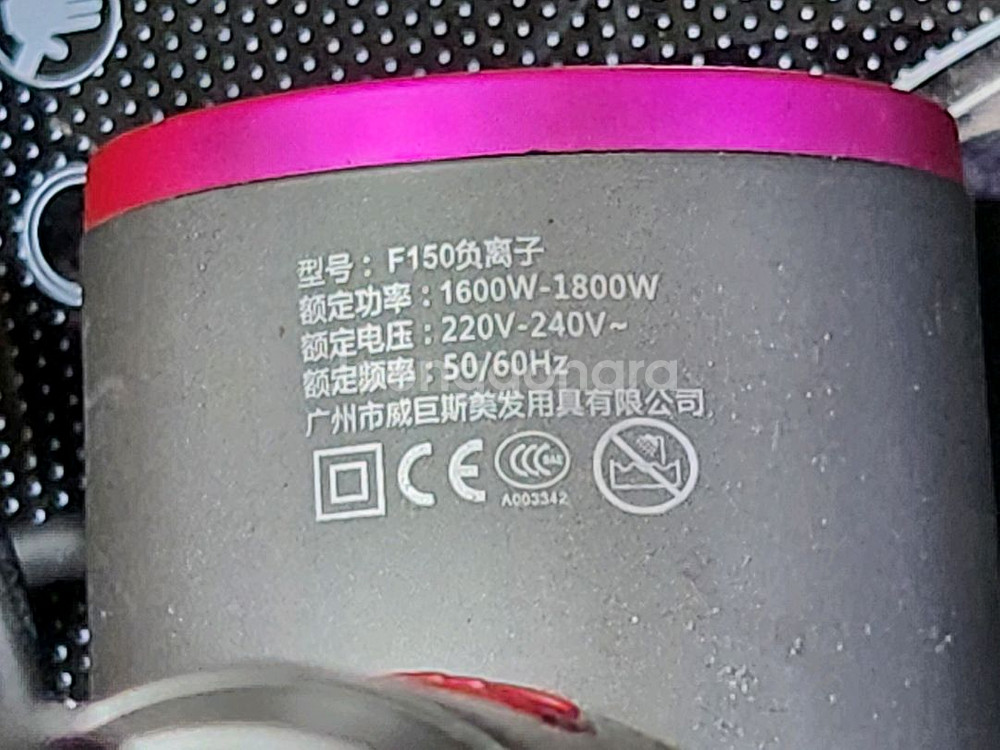 型号：F150负离子
额定功率：1600W-1800W
额定电压：220V-240V~
额定频率：50/60Hz
广州市威巨斯美发用具有限公司
CE
A003342